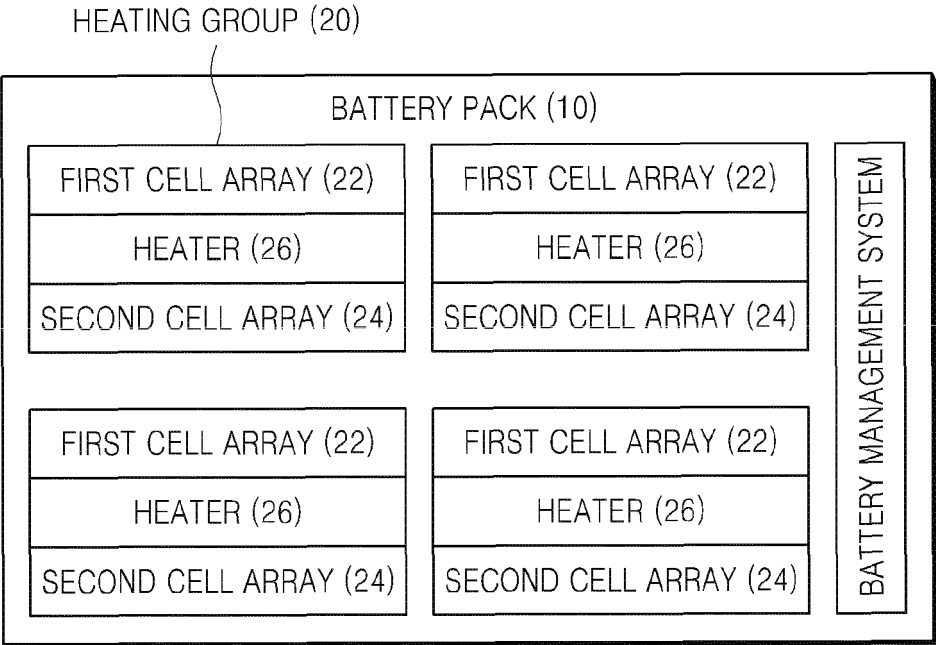 HEATING GROUP (20)
BATTERY PACK (10)
FIRST CELL ARRAY (22)
HEATER (26)
SECOND CELL ARRAY (24)
FIRST CELL ARRAY (22)
HEATER (26)
SECOND CELL ARRAY (24)
FIRST CELL ARRAY (22)
HEATER (26)
SECOND CELL ARRAY (24)
FIRST CELL ARRAY (22)
HEATER (26)
SECOND CELL ARRAY (24)
BATTERY MANAGEMENT SYSTEM